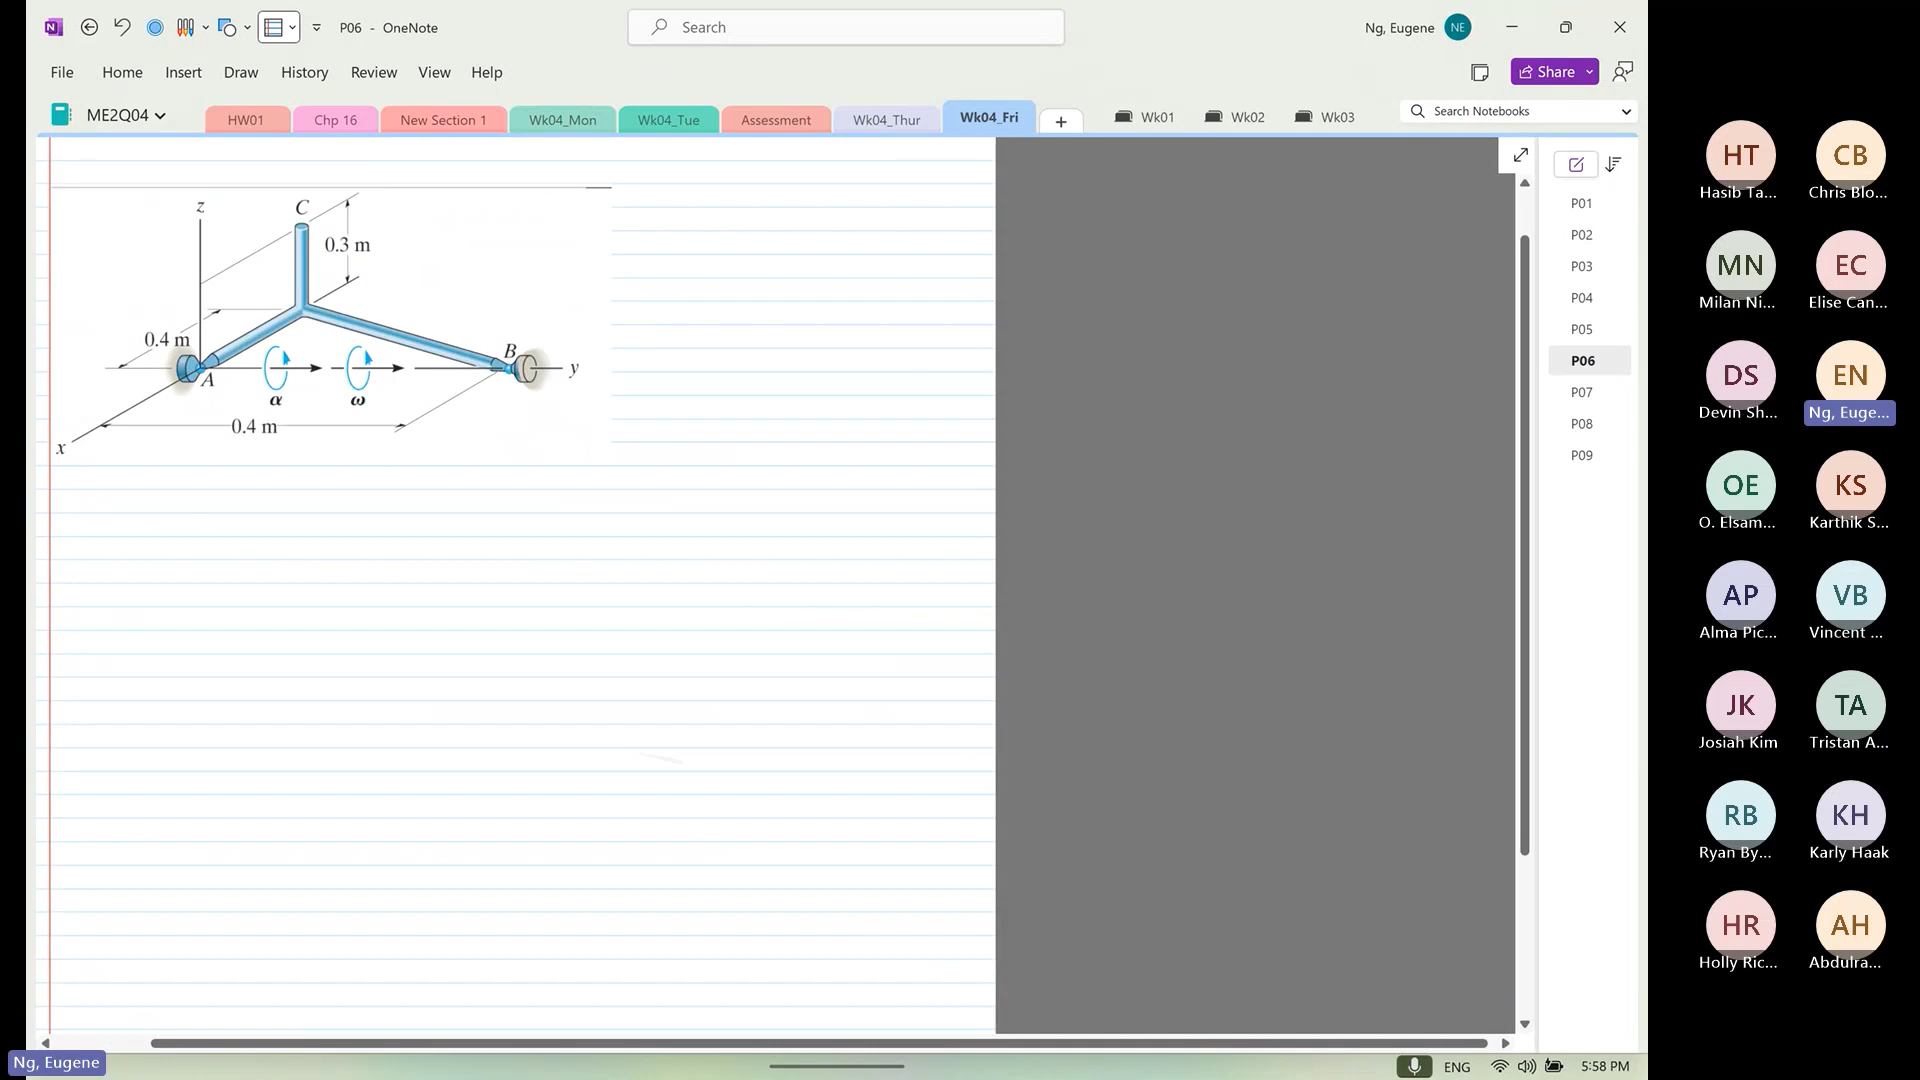 P06 - OneNote
Search
Ng, Eugene
NE
File
Home
Insert
Draw
History
Review
View
Help
Share
ME2Q04
HW01
Chp 16
New Section 1
Wk04_Mon
Wk04_Tue
Assessment
Wk04_Thur
Wk04_Fri
+
Wk01
Wk02
Wk03
Search Notebooks
z
C
0.3 m
0.4 m
A
B
y
α
ω
0.4 m
x
P01
P02
P03
P04
P05
P06
P07
P08
P09
HT
Hasib Ta...
CB
Chris Blo...
MN
Milan Ni...
EC
Elise Can...
DS
Devin Sh...
EN
Ng, Euge...
OE
O. Elsam...
KS
Karthik S...
AP
Alma Pic...
VB
Vincent ...
JK
Josiah Kim
TA
Tristan A...
RB
Ryan By...
KH
Karly Haak
HR
Holly Ric...
AH
Abdulra...
Ng, Eugene
ENG
5:58 PM